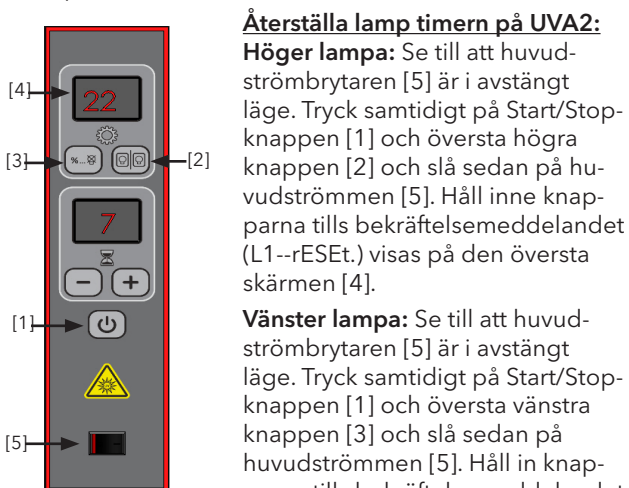 Återställa lamp timern på UVA2:
Höger lampa: Se till att huvud-
strömbrytaren [5] är i avstängt
läge. Tryck samtidigt på Start/Stop-
knappen [1] och översta högra
knappen [2] och slå sedan på hu-
vudströmmen [5]. Håll inne knap-
parna tills bekräftelsemeddelandet
(L1--rESEt.) visas på den översta
skärmen [4].
Vänster lampa: Se till att huvud-
strömbrytaren [5] är i avstängt
läge. Tryck samtidigt på Start/Stop-
knappen [1] och översta vänstra
knappen [3] och slå sedan på
huvudströmmen [5]. Håll in knap-
[4]
22
[3]
%...
[2]
7
[1]
[5]